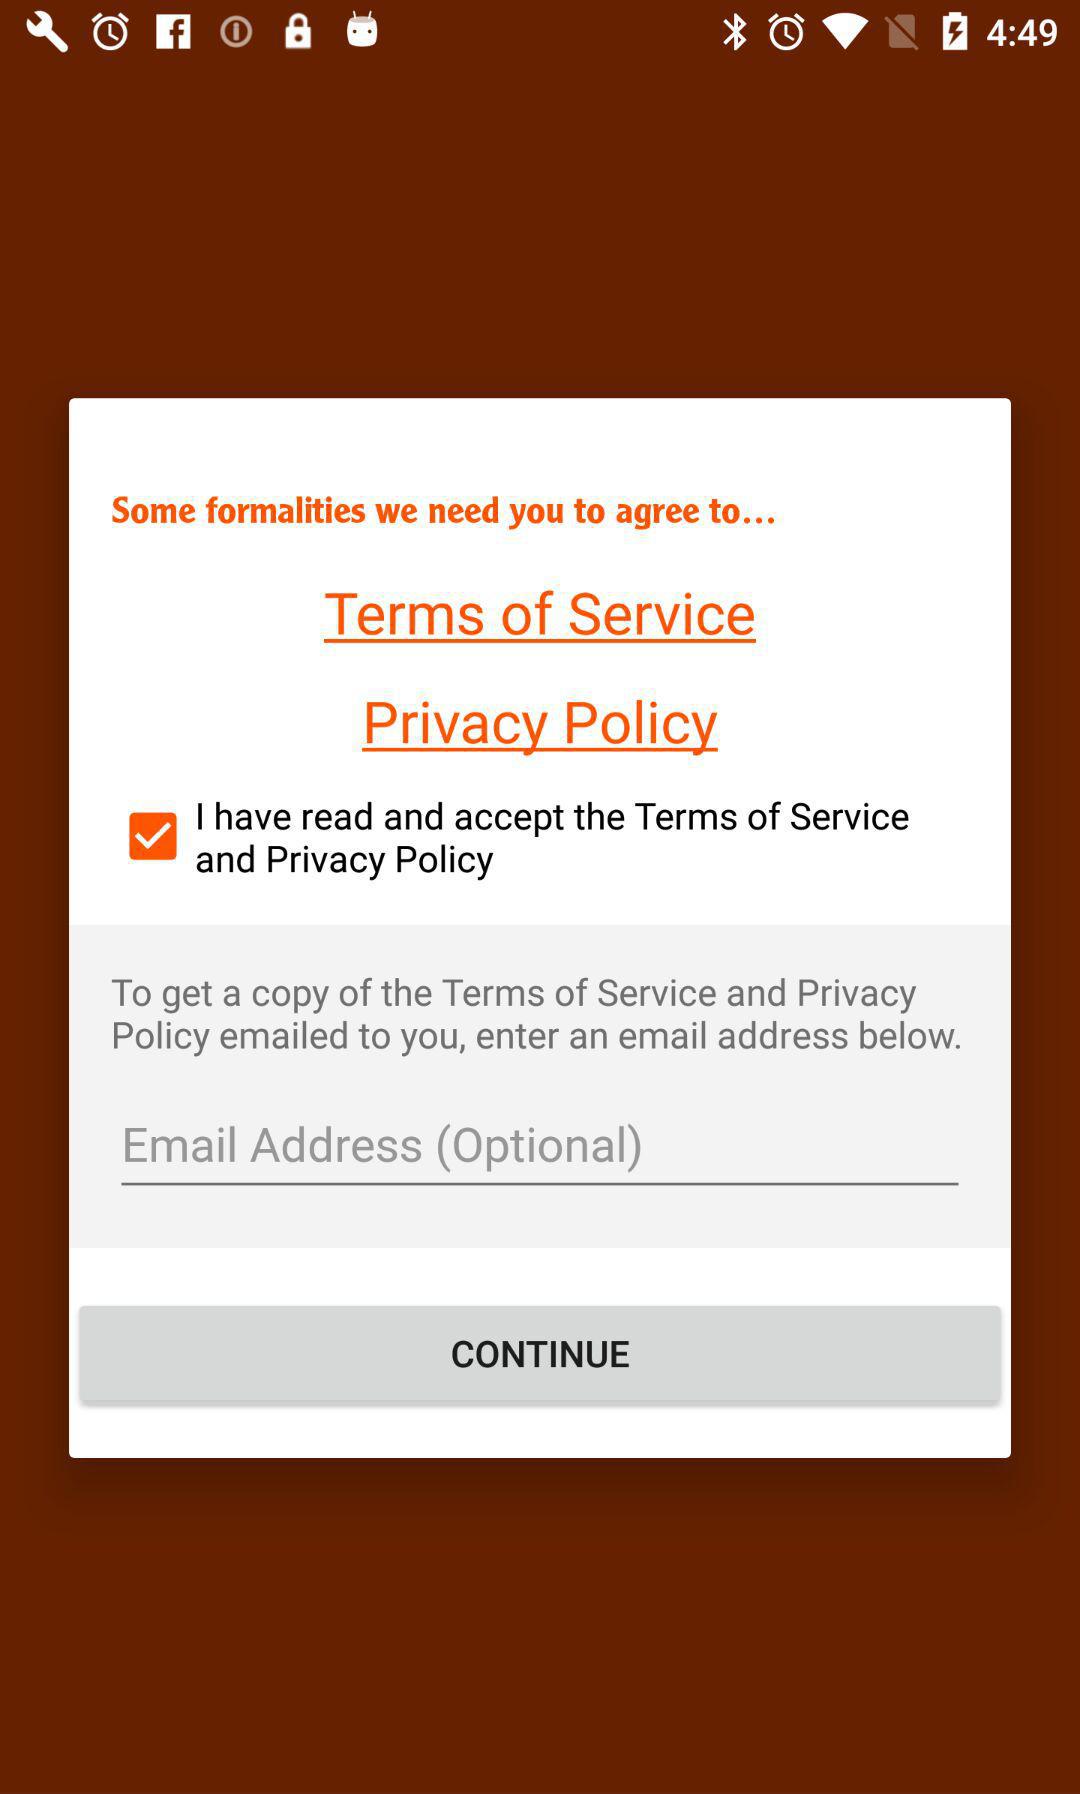 4:49
Some formalities we need you to agree to...
Terms of Service
Privacy Policy
I have read and accept the Terms of Service
and Privacy Policy
To get a copy of the Terms of Service and Privacy
Policy emailed to you, enter an email address below.
Email Address (Optional)
CONTINUE